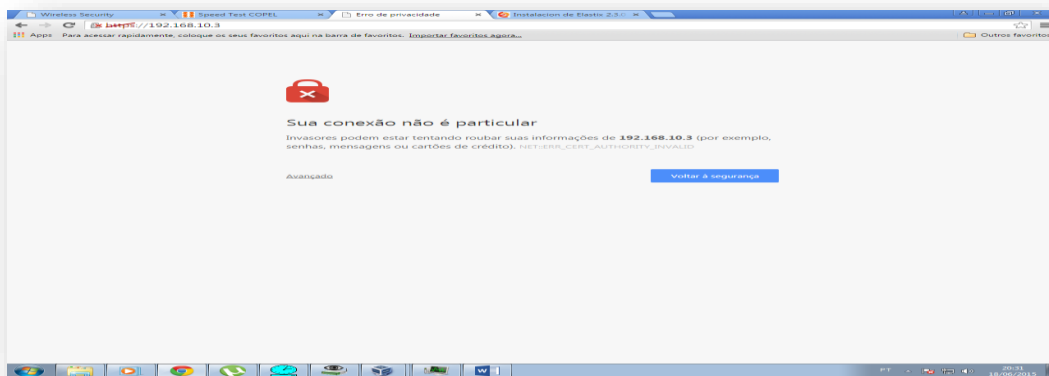 Wireless Security
Speed Test COPEL
Erro de privacidade
Instalacion de Elastix 2.3.0
https://192.168.10.3
Apps Para acessar rapidamente, coloque os seus favoritos aqui na barra de favoritos. Importar favoritos agora... Outros favoritos
Sua conexão não é particular
Invasores podem estar tentando roubar suas informações de 192.168.10.3 (por exemplo,
senhas, mensagens ou cartões de crédito). NET::ERR_CERT_AUTHORITY_INVALID
Avançado
Voltar à segurança
PT
20:51
18/06/2015